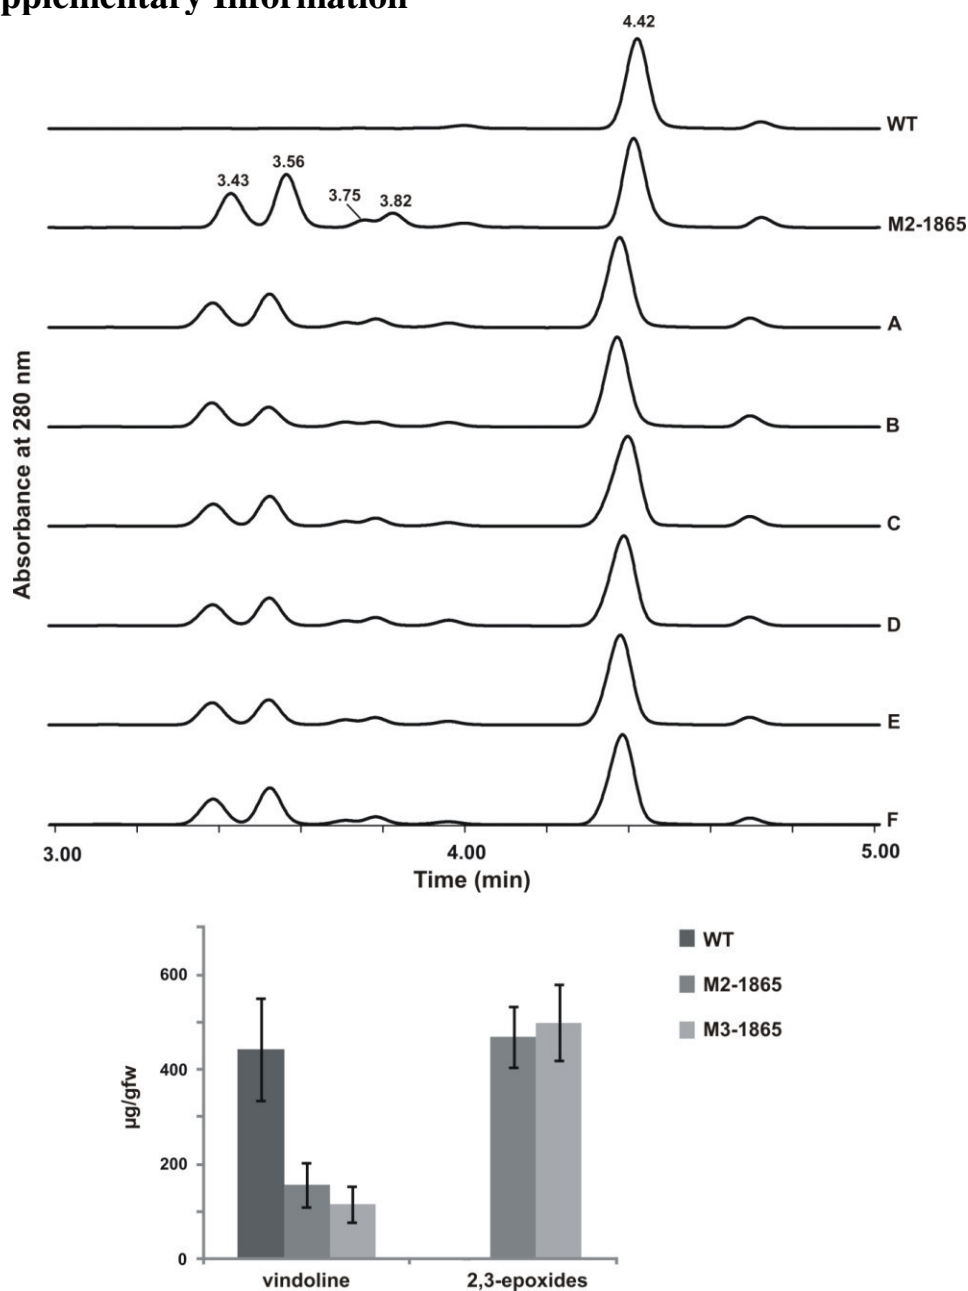 pplementary Information
4.42
WT
3.43
3.56
3.75
3.82
M2-1865
A
B
C
D
E
F
Absorbance at 280 nm
3.00
4.00
5.00
Time (min)
600
400
200
0
µg/gfw
vindoline
2,3-epoxides
WT
M2-1865
M3-1865